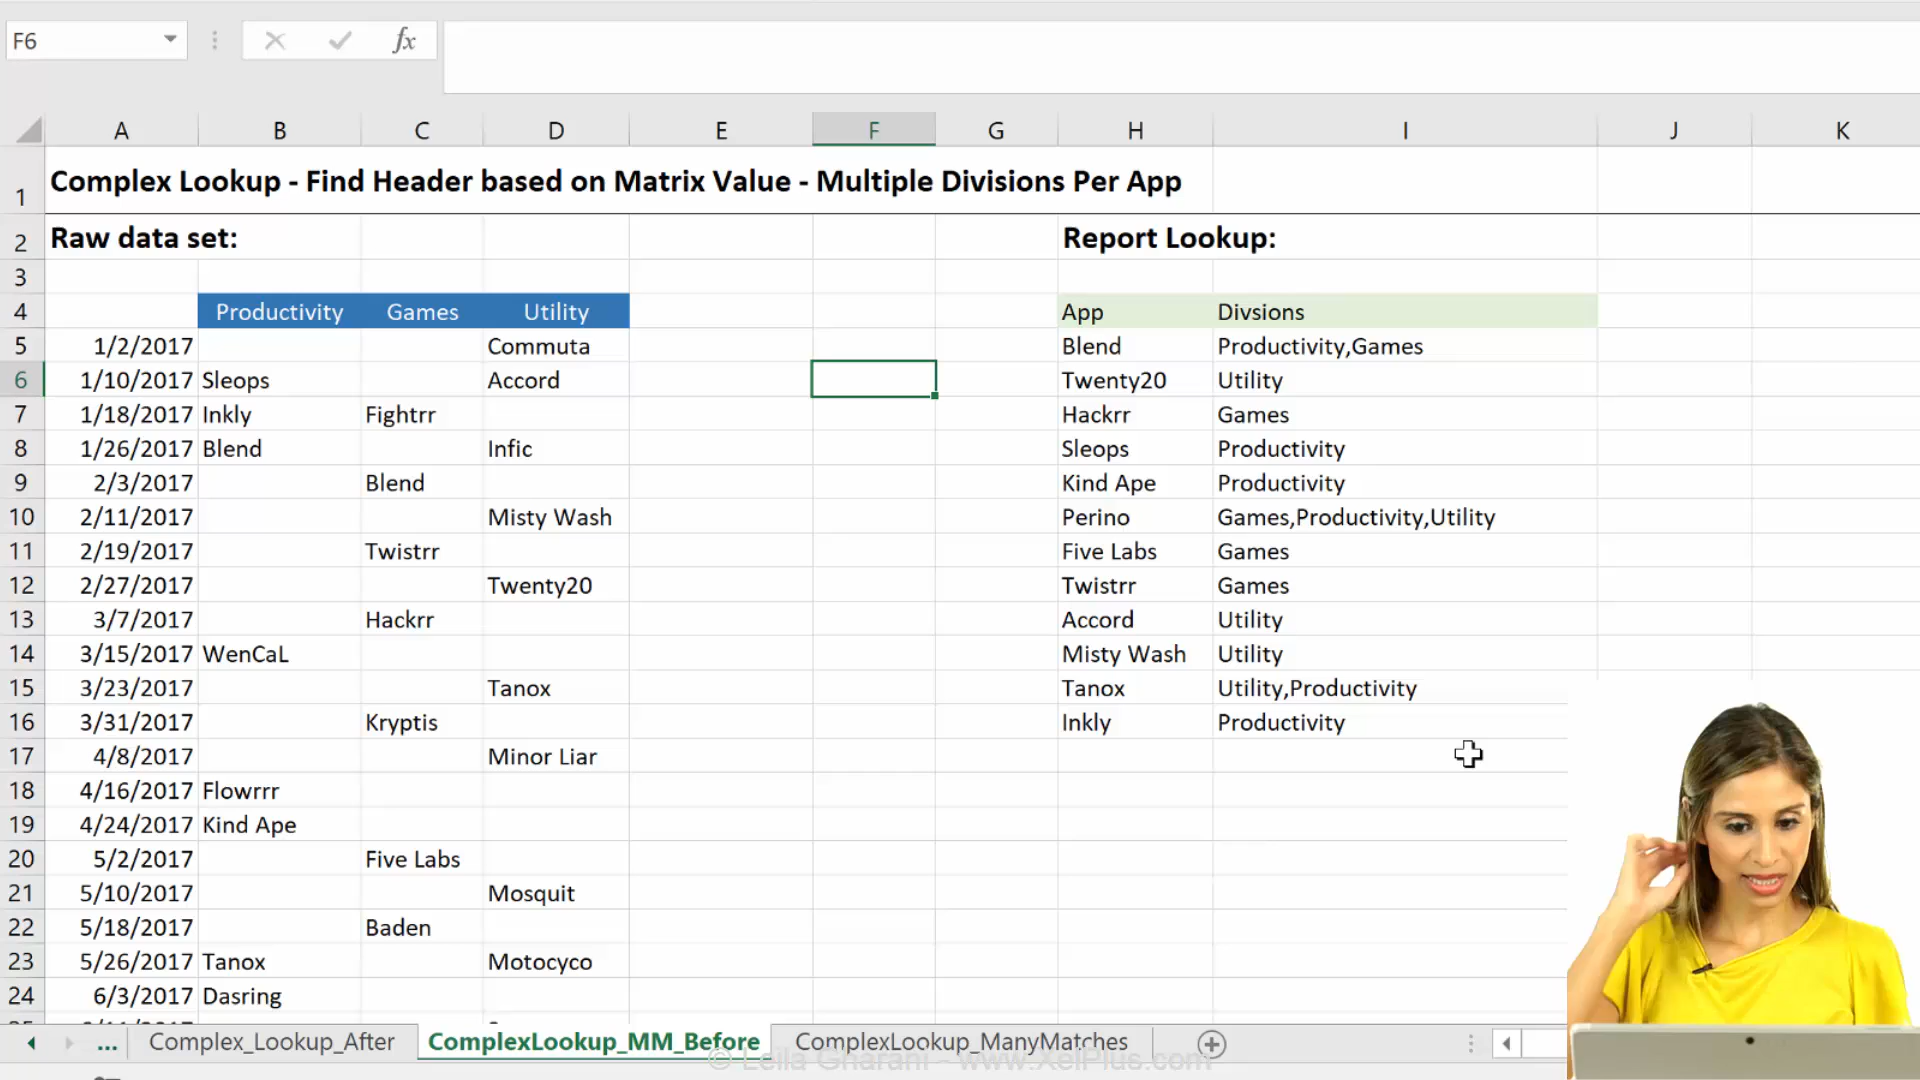 F6 fx
A B C D E F G H I J K
1 Complex Lookup - Find Header based on Matrix Value - Multiple Divisions Per App
2 Raw data set: Report Lookup:
3
4 Productivity Games Utility App Divsions
5 1/2/2017 Commuta Blend Productivity,Games
6 1/10/2017 Sleops Accord Twenty20 Utility
7 1/18/2017 Inkly Fightrr Hackrr Games
8 1/26/2017 Blend Infic Sleops Productivity
9 2/3/2017 Blend Kind Ape Productivity
10 2/11/2017 Misty Wash Perino Games,Productivity,Utility
11 2/19/2017 Twistrr Five Labs Games
12 2/27/2017 Twenty20 Twistrr Games
13 3/7/2017 Hackrr Accord Utility
14 3/15/2017 WenCaL Misty Wash Utility
15 3/23/2017 Tanox Tanox Utility,Productivity
16 3/31/2017 Kryptis Inkly Productivity
17 4/8/2017 Minor Liar
18 4/16/2017 Flowrrr
19 4/24/2017 Kind Ape
20 5/2/2017 Five Labs
21 5/10/2017 Mosquit
22 5/18/2017 Baden
23 5/26/2017 Tanox Motocyco
24 6/3/2017 Dasring
... Complex_Lookup_After ComplexLookup_MM_Before ComplexLookup_ManyMatches
© Leila Gharani - www.XelPlus.com